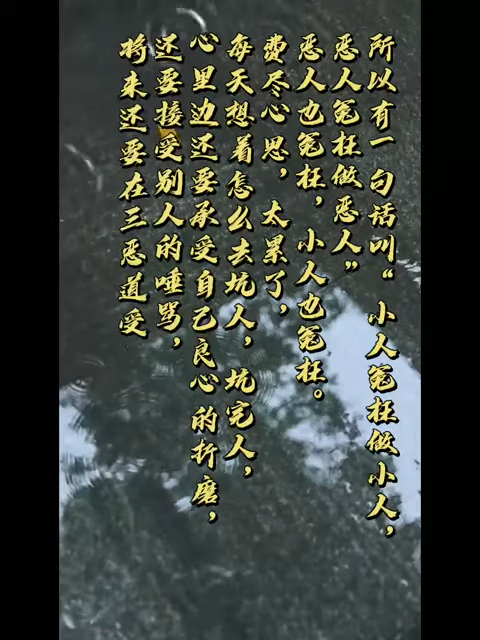 所以有一句话叫“小人冤枉做小人，
恶人冤枉做恶人”
恶人也冤枉，小人也冤枉。
费尽心思，太累了，
每天想着怎么去坑人，坑完人，
心里边还要承受自己良心的折磨，
还要接受别人的唾骂，
将来还要在三恶道受